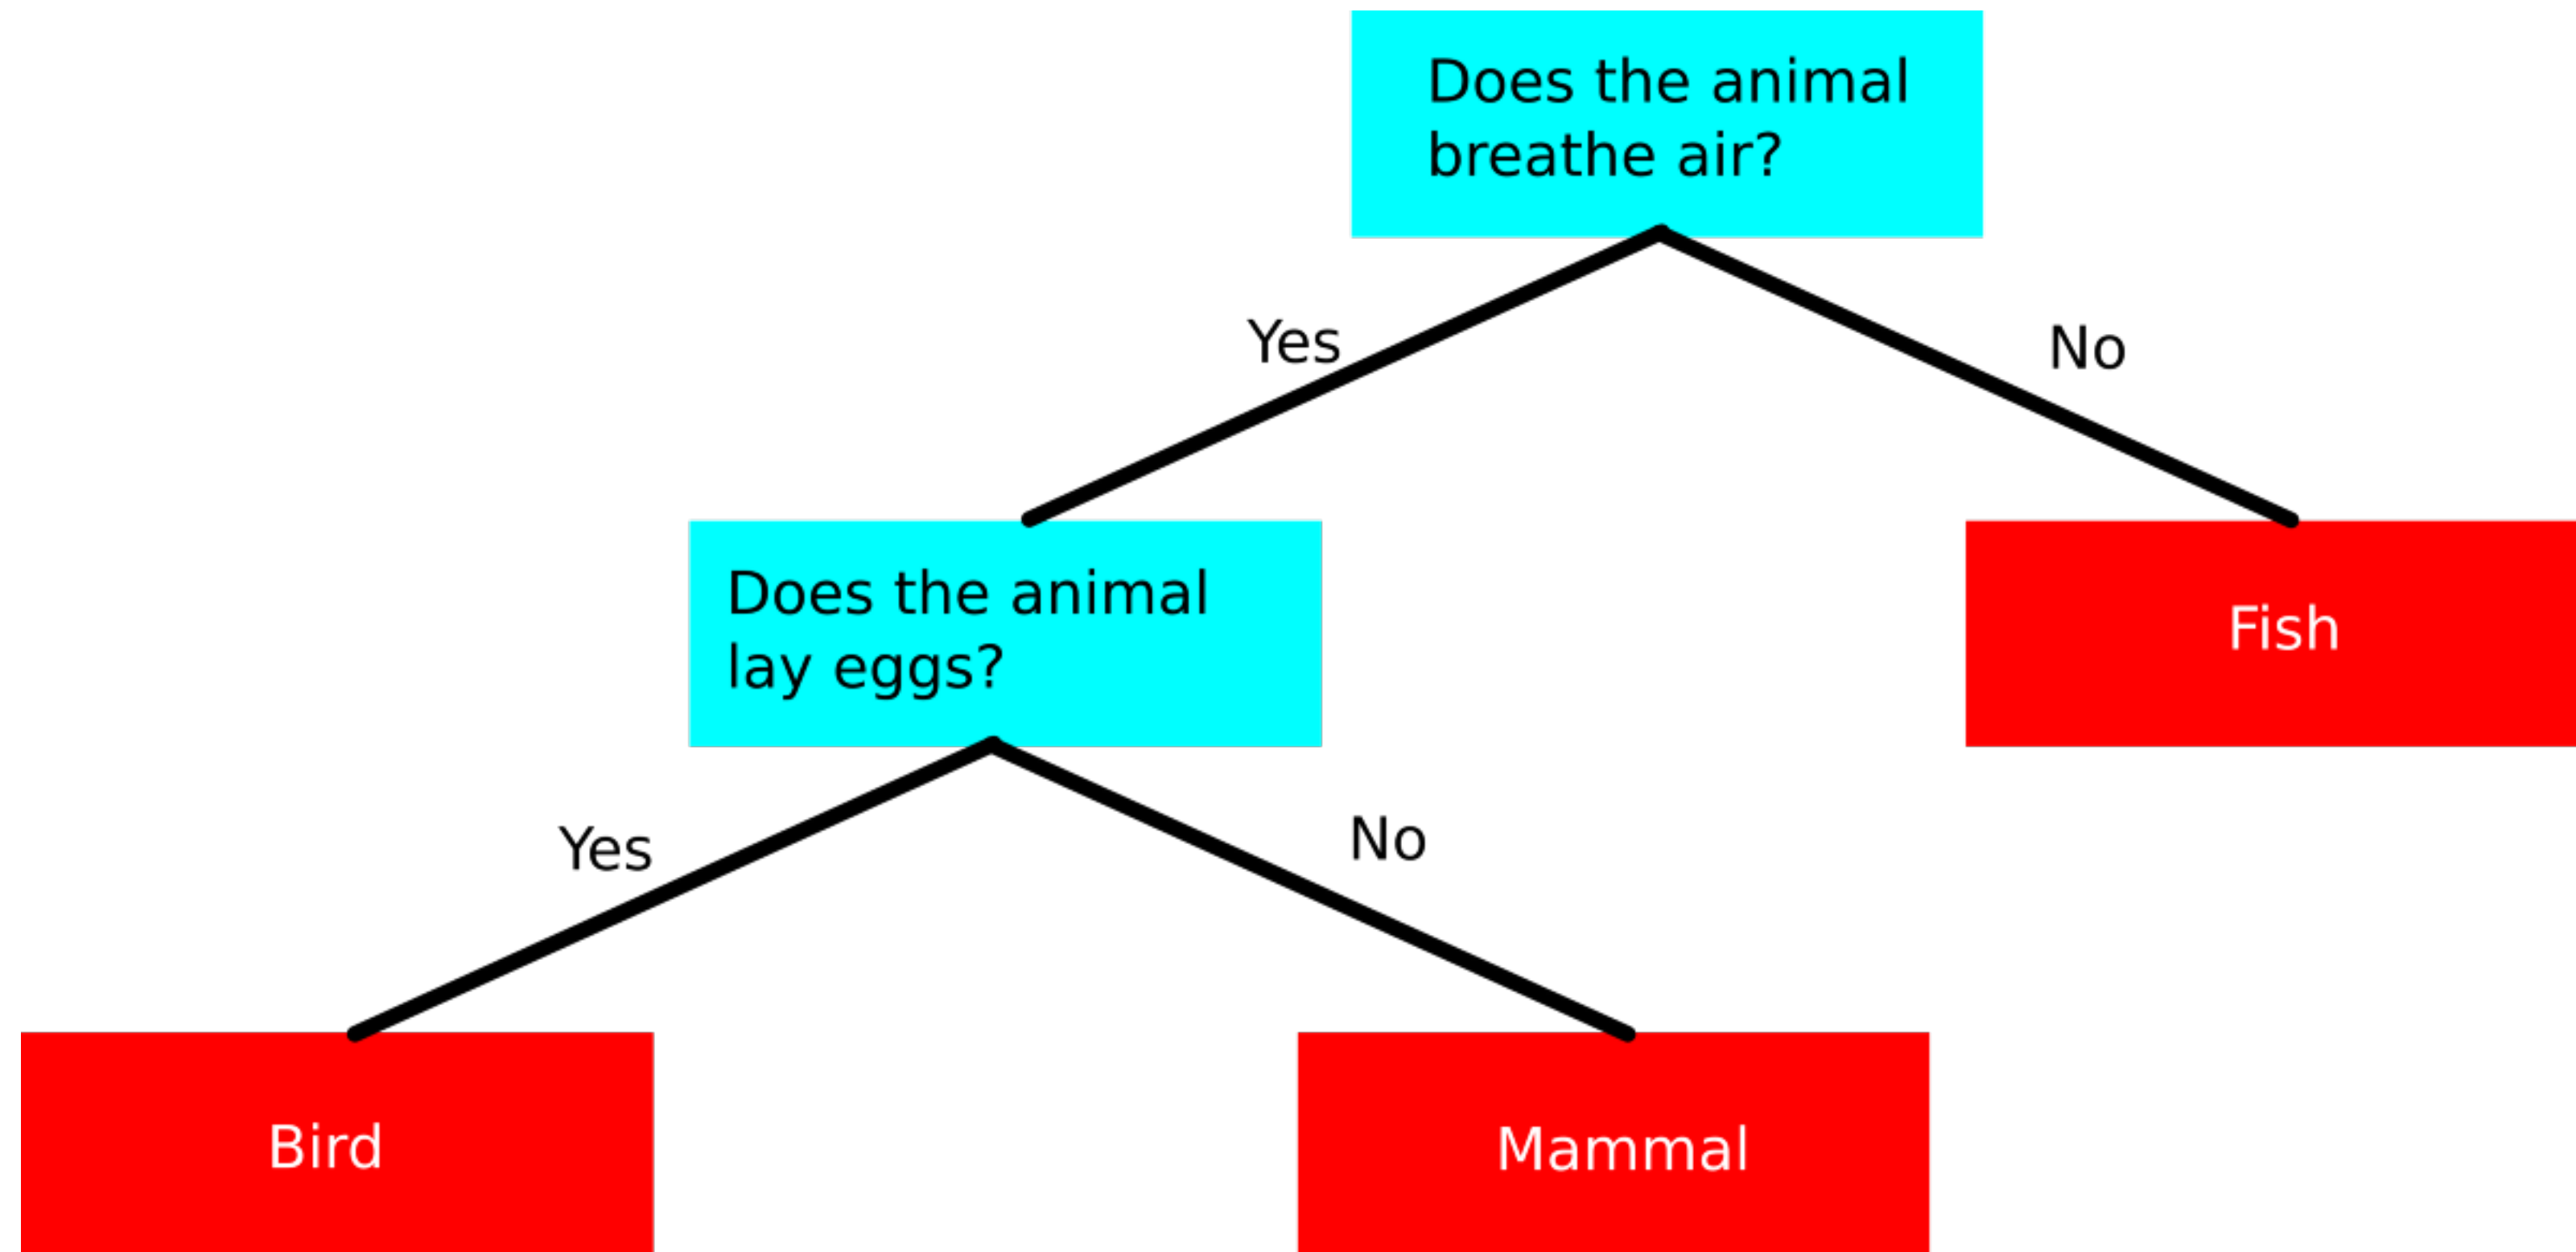 Does the animal
breathe air?
Yes
No
Does the animal
lay eggs?
Fish
Yes
No
Bird
Mammal